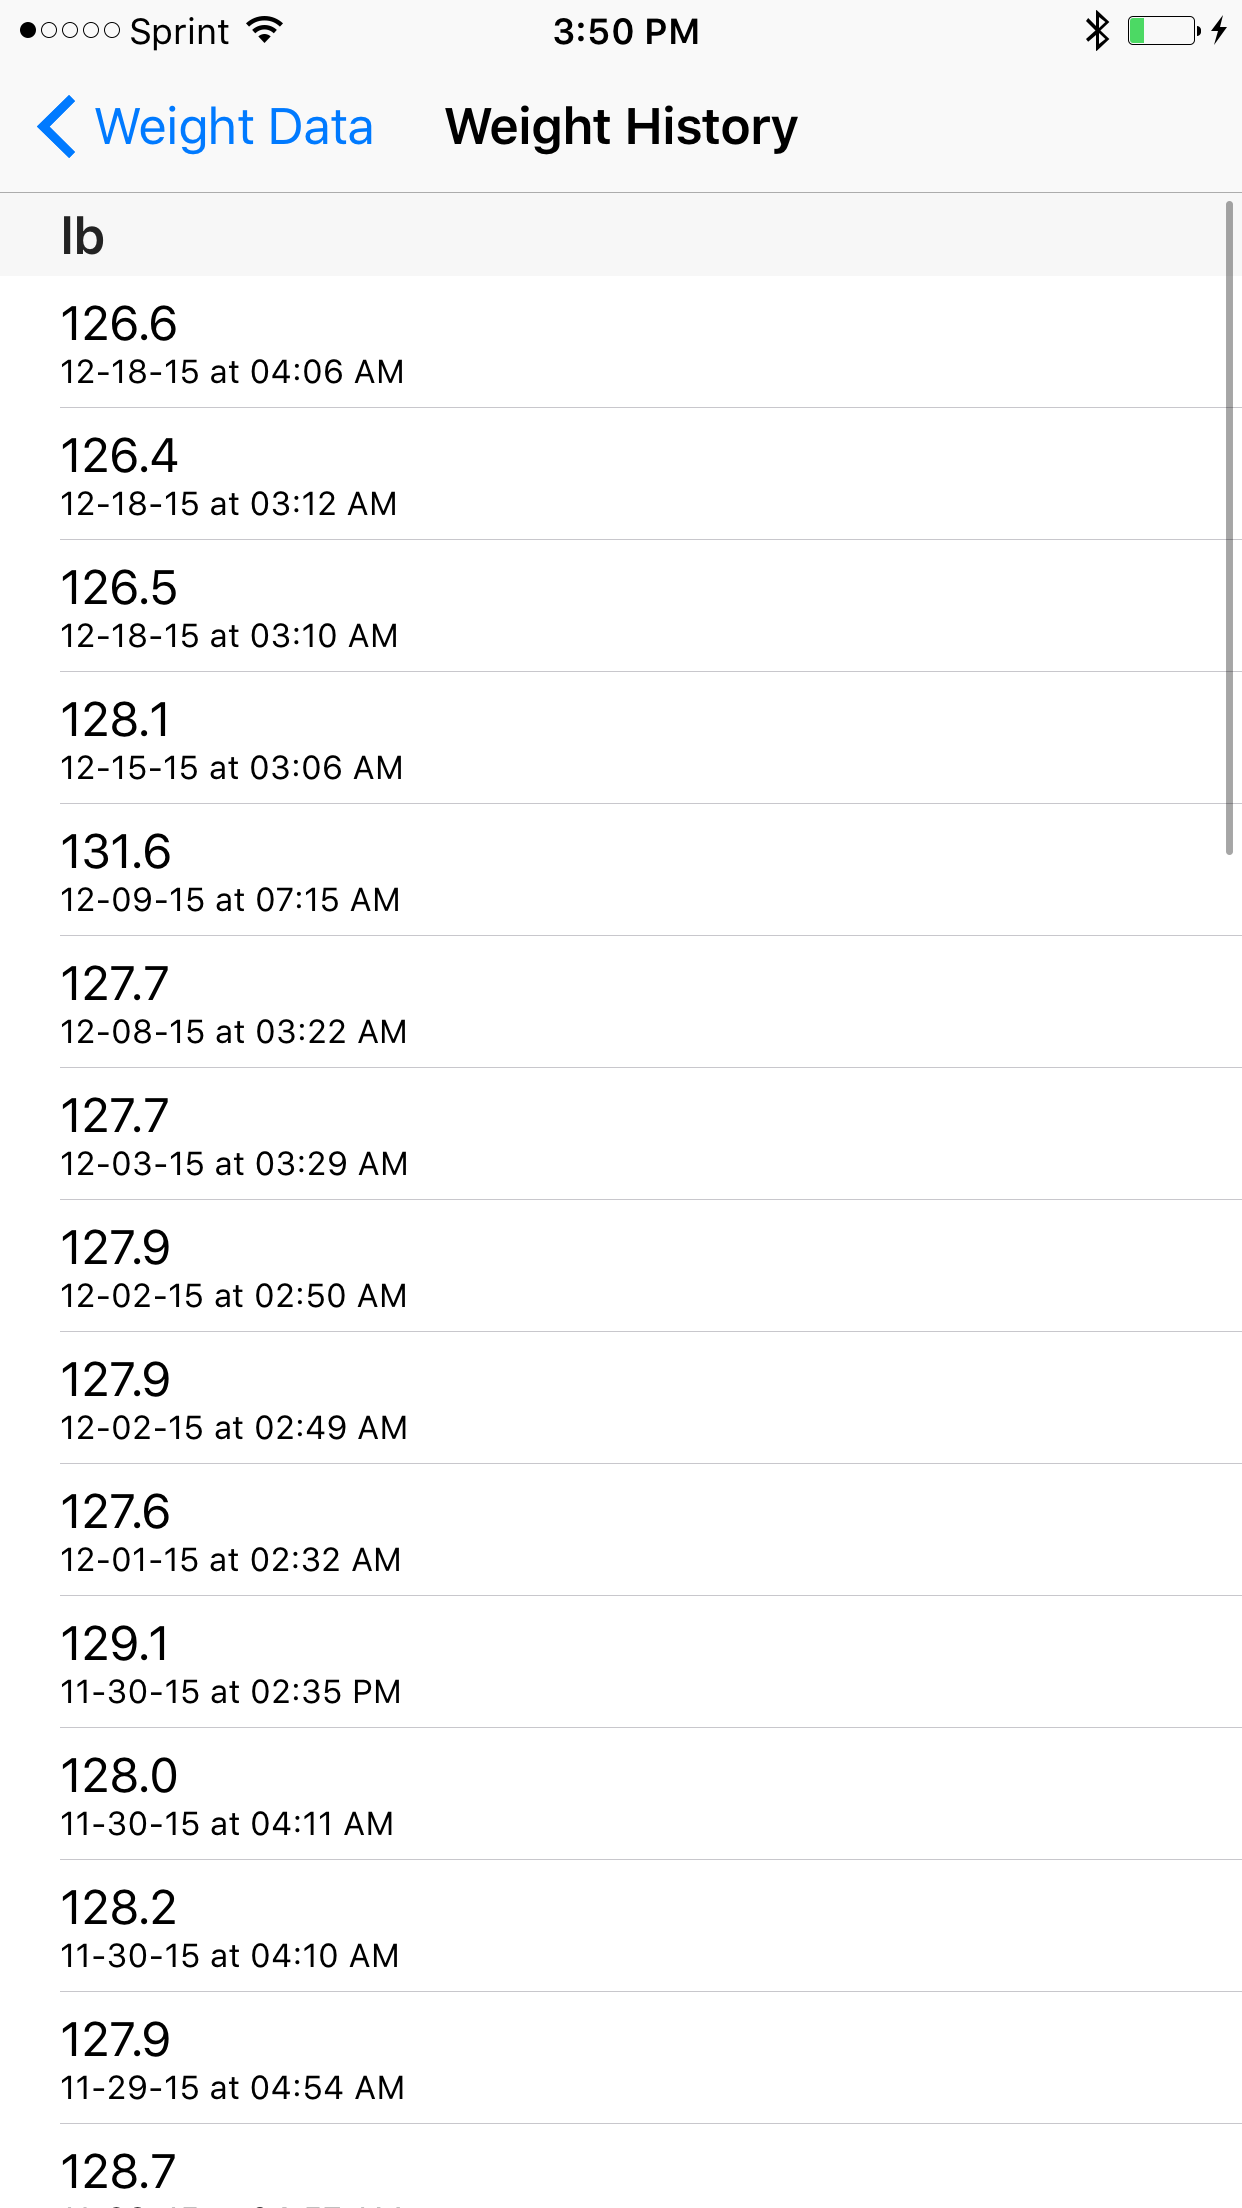 Sprint 3:50 PM
Weight Data Weight History
lb
126.6
12-18-15 at 04:06 AM
126.4
12-18-15 at 03:12 AM
126.5
12-18-15 at 03:10 AM
128.1
12-15-15 at 03:06 AM
131.6
12-09-15 at 07:15 AM
127.7
12-08-15 at 03:22 AM
127.7
12-03-15 at 03:29 AM
127.9
12-02-15 at 02:50 AM
127.9
12-02-15 at 02:49 AM
127.6
12-01-15 at 02:32 AM
129.1
11-30-15 at 02:35 PM
128.0
11-30-15 at 04:11 AM
128.2
11-30-15 at 04:10 AM
127.9
11-29-15 at 04:54 AM
128.7